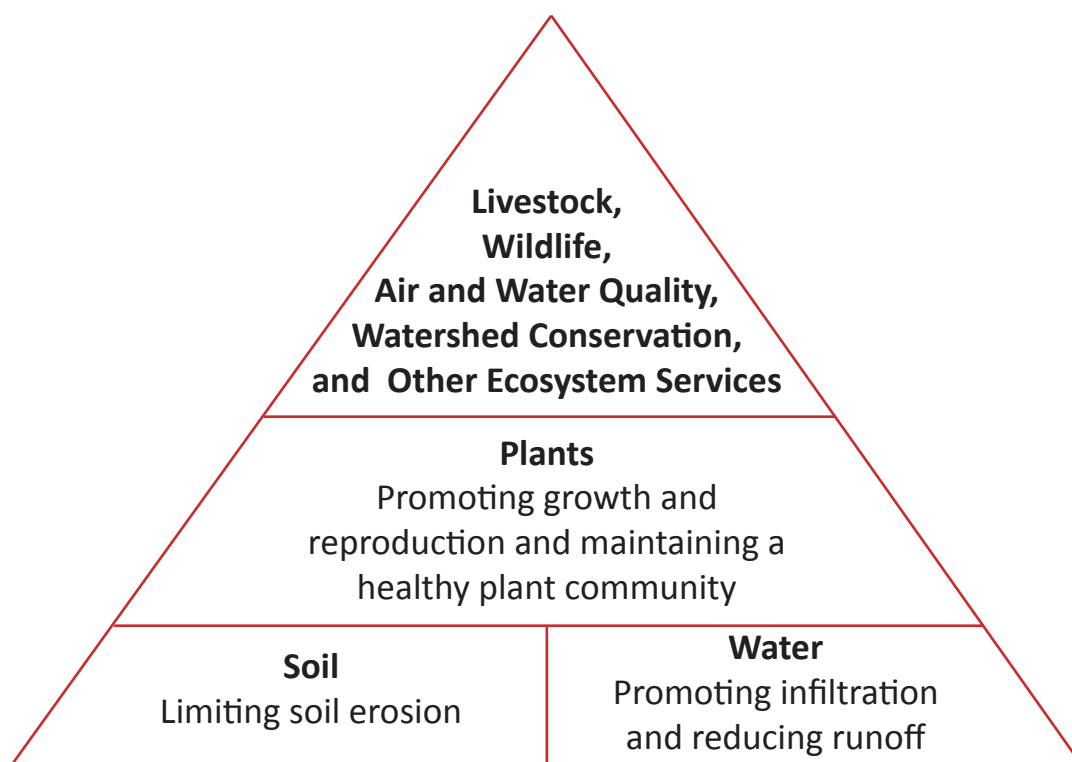 Livestock,
Wildlife,
Air and Water Quality,
Watershed Conservation,
and Other Ecosystem Services
Plants
Promoting growth and
reproduction and maintaining a
healthy plant community
Soil
Limiting soil erosion
Water
Promoting infiltration
and reducing runoff